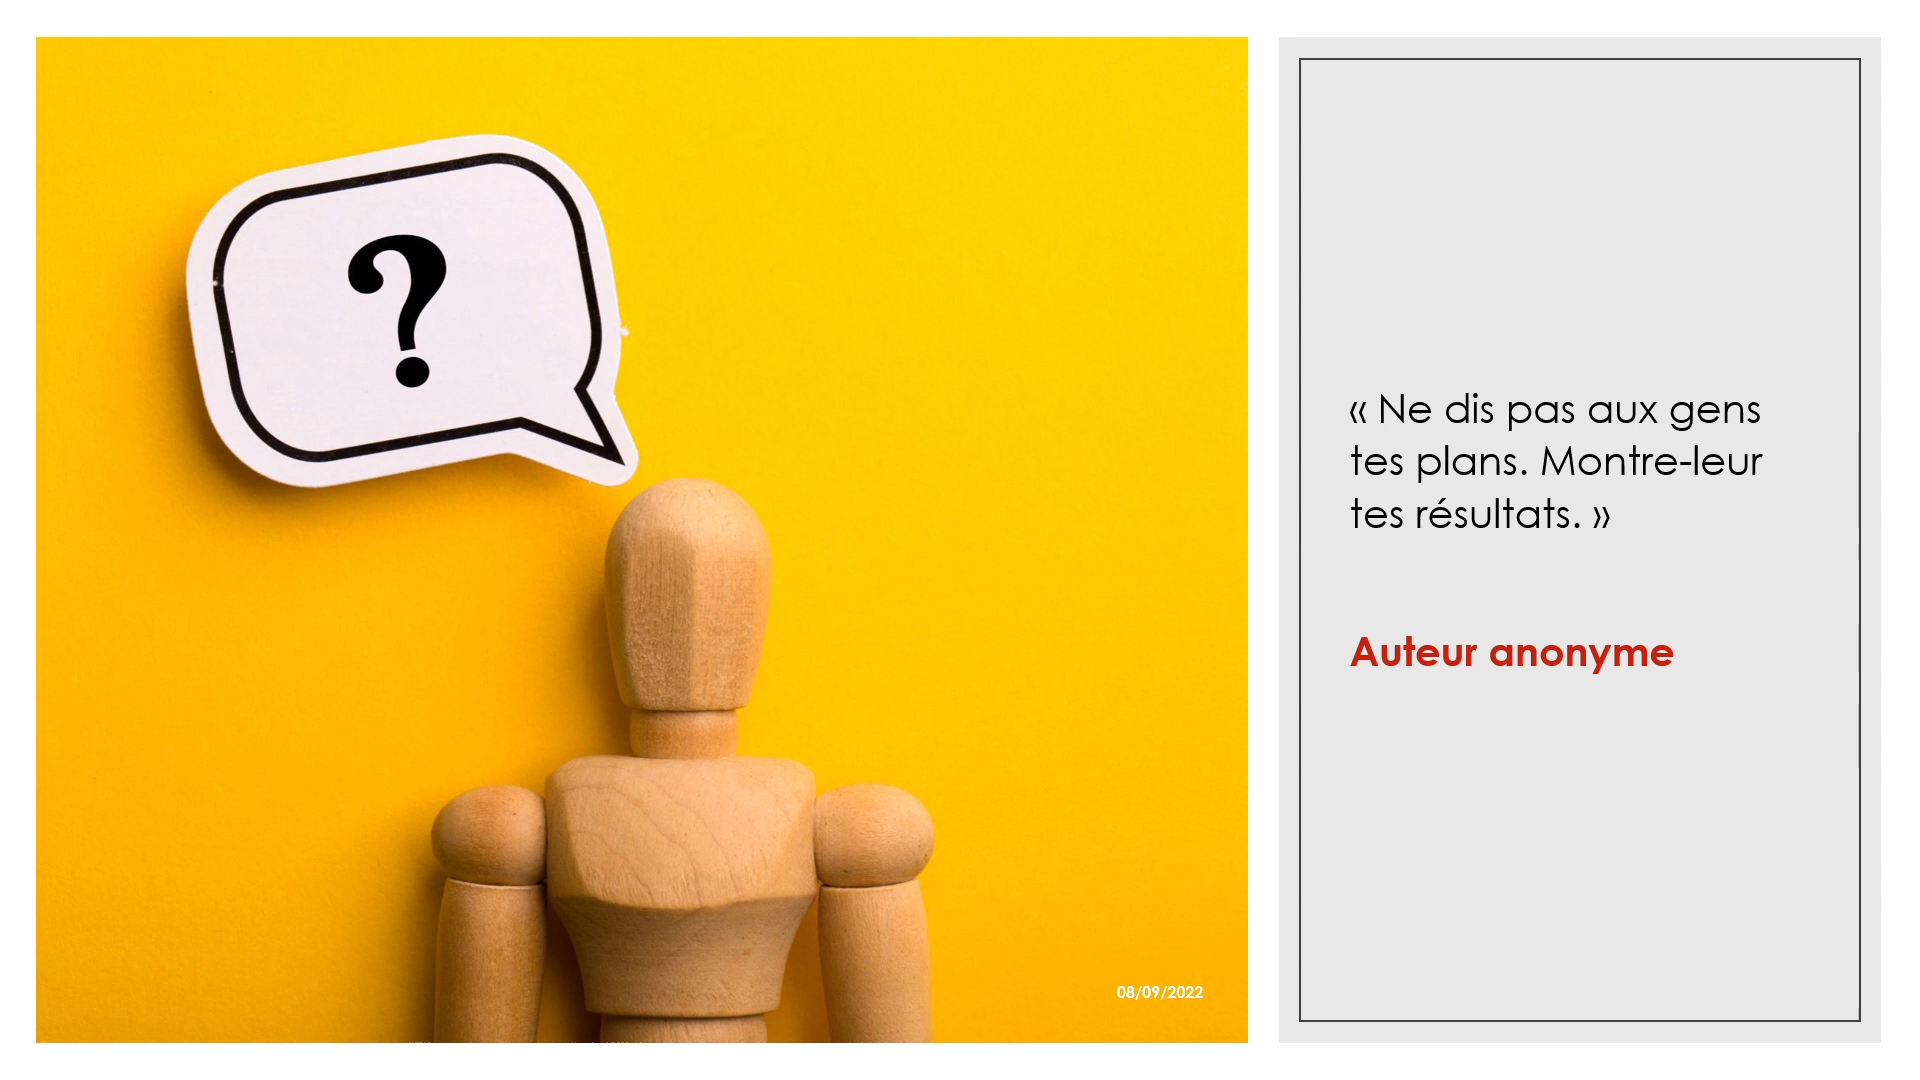 ?
« Ne dis pas aux gens
tes plans. Montre-leur
tes résultats. »
Auteur anonyme
08/09/2022